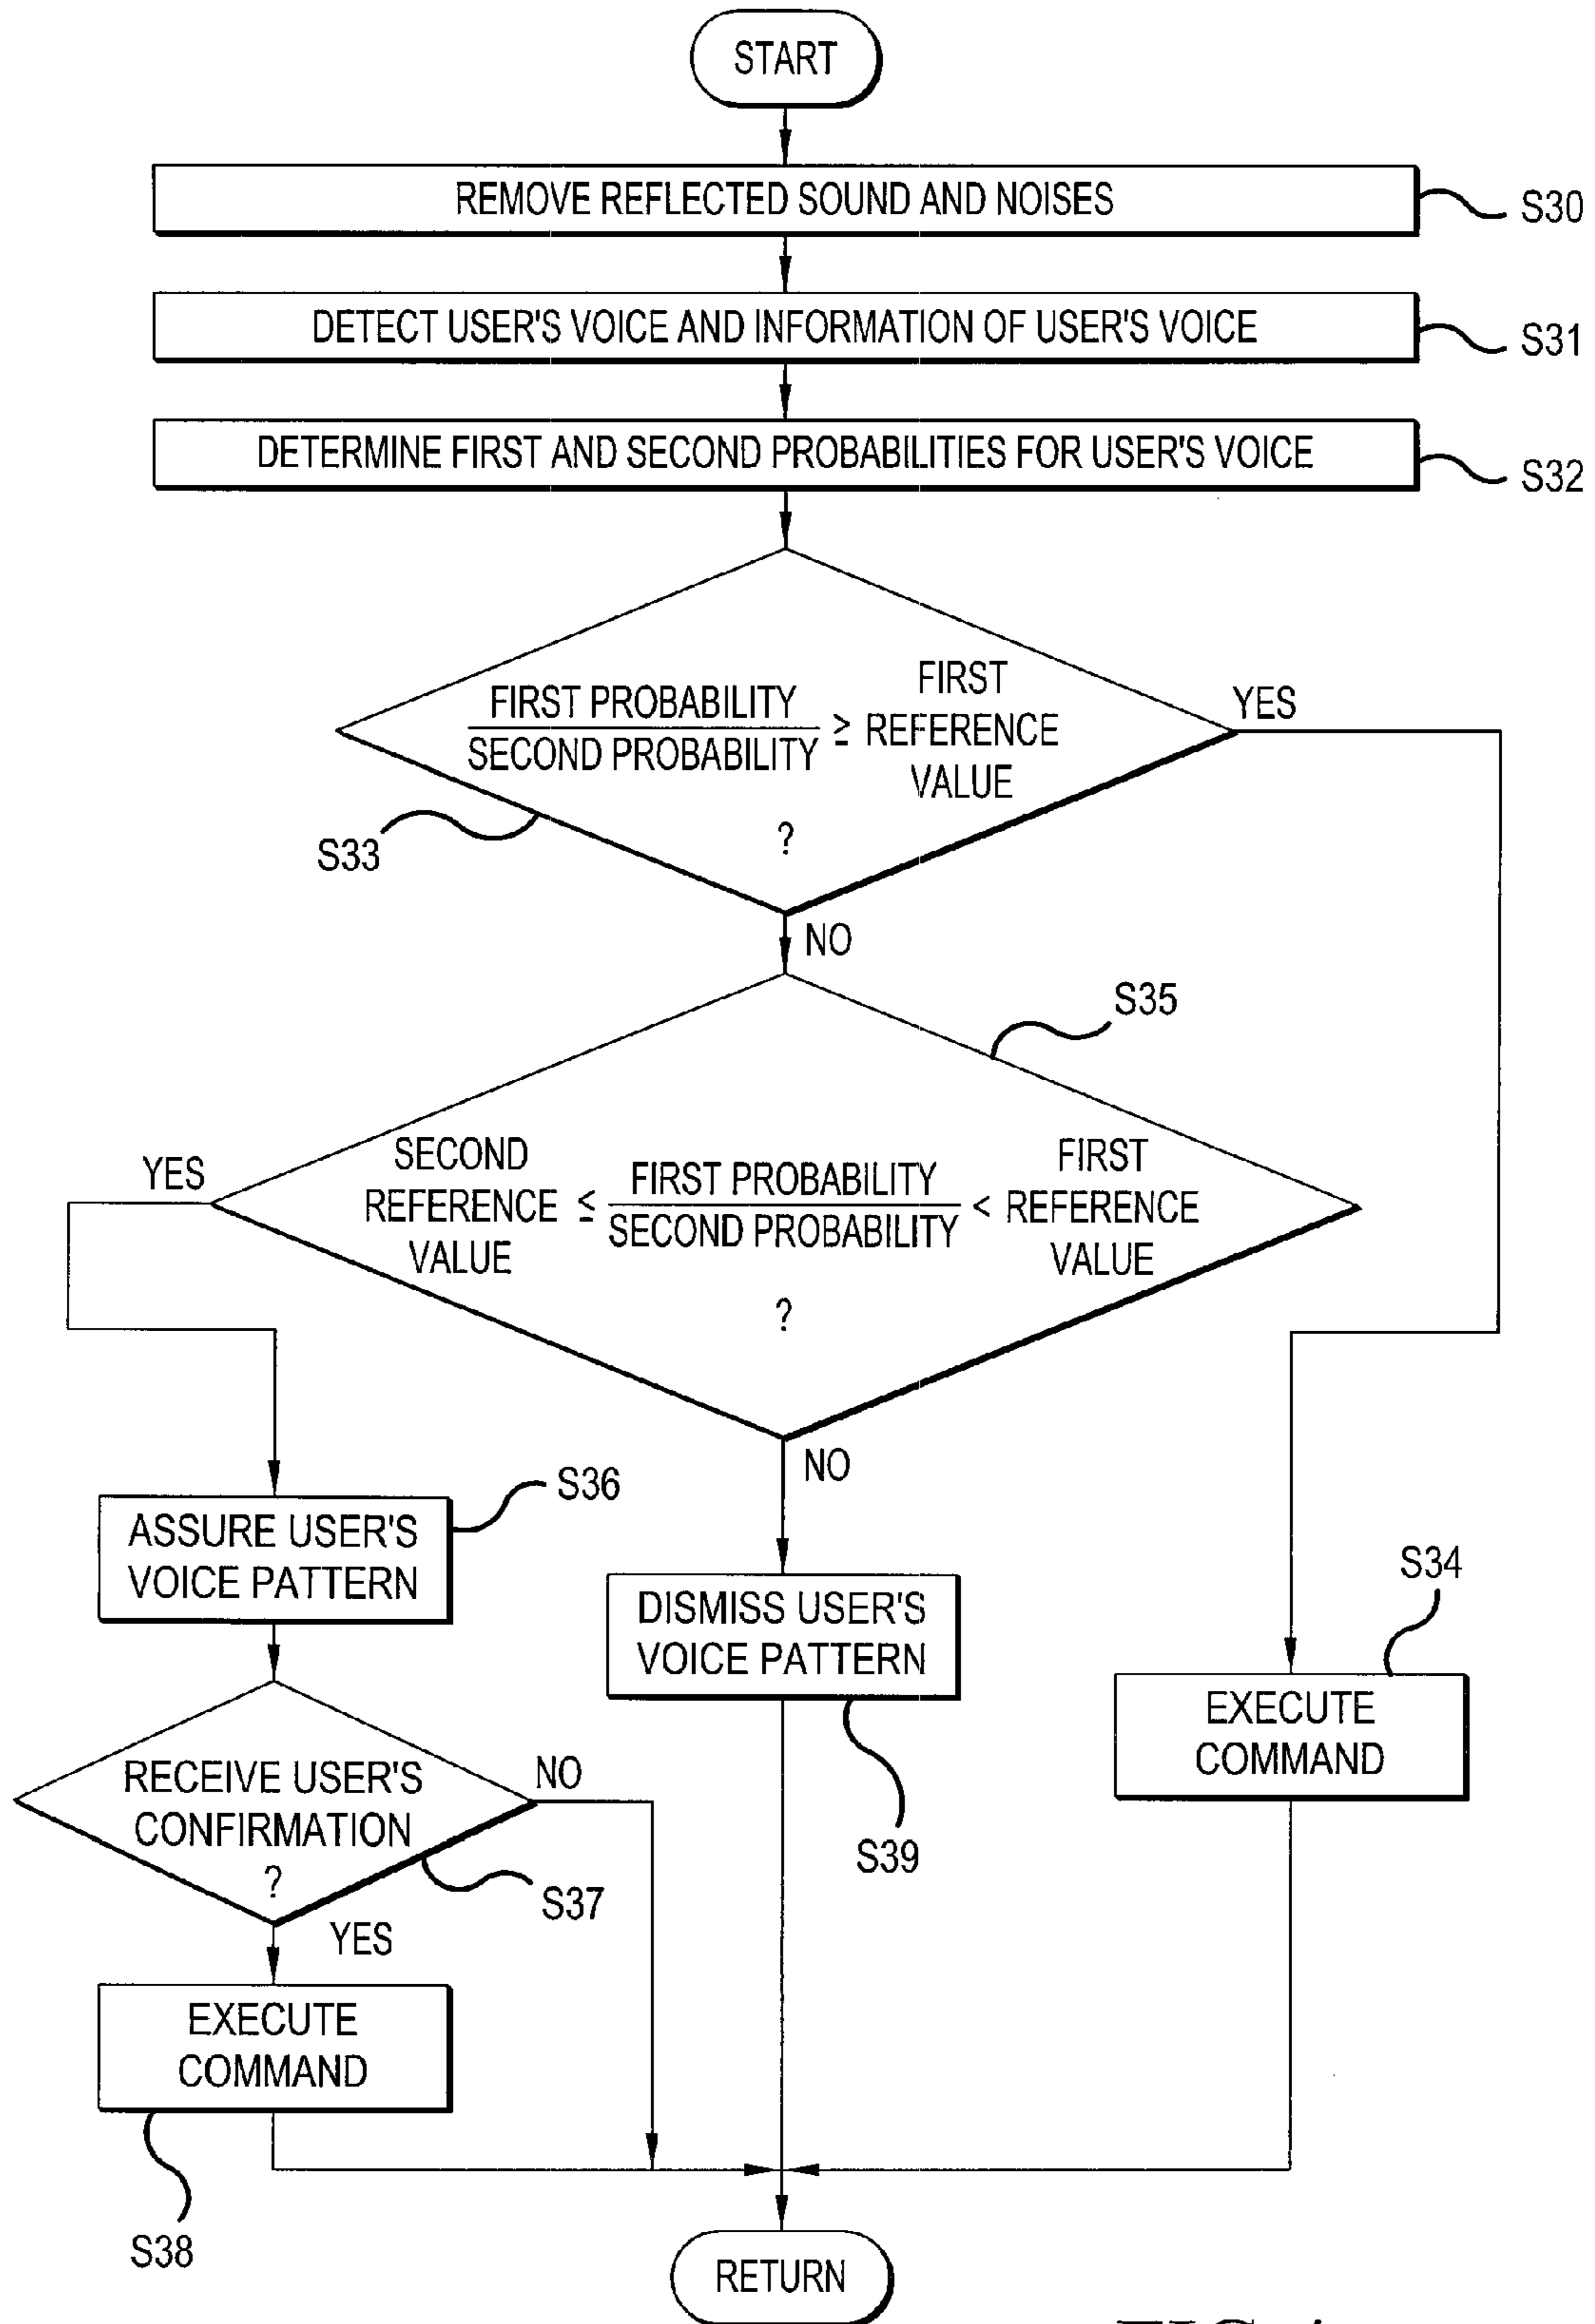 START
REMOVE REFLECTED SOUND AND NOISES
S30
DETECT USER'S VOICE AND INFORMATION OF USER'S VOICE
S31
DETERMINE FIRST AND SECOND PROBABILITIES FOR USER'S VOICE
S32
FIRST PROBABILITY
SECOND PROBABILITY
≥
FIRST
REFERENCE
VALUE
?
YES
S33
NO
S35
YES
SECOND
REFERENCE
VALUE
≤
FIRST PROBABILITY
SECOND PROBABILITY
<
FIRST
REFERENCE
VALUE
?
NO
S36
ASSURE USER'S
VOICE PATTERN
DISMISS USER'S
VOICE PATTERN
S39
S34
EXECUTE
COMMAND
RECEIVE USER'S
CONFIRMATION
?
NO
S37
YES
EXECUTE
COMMAND
S38
RETURN